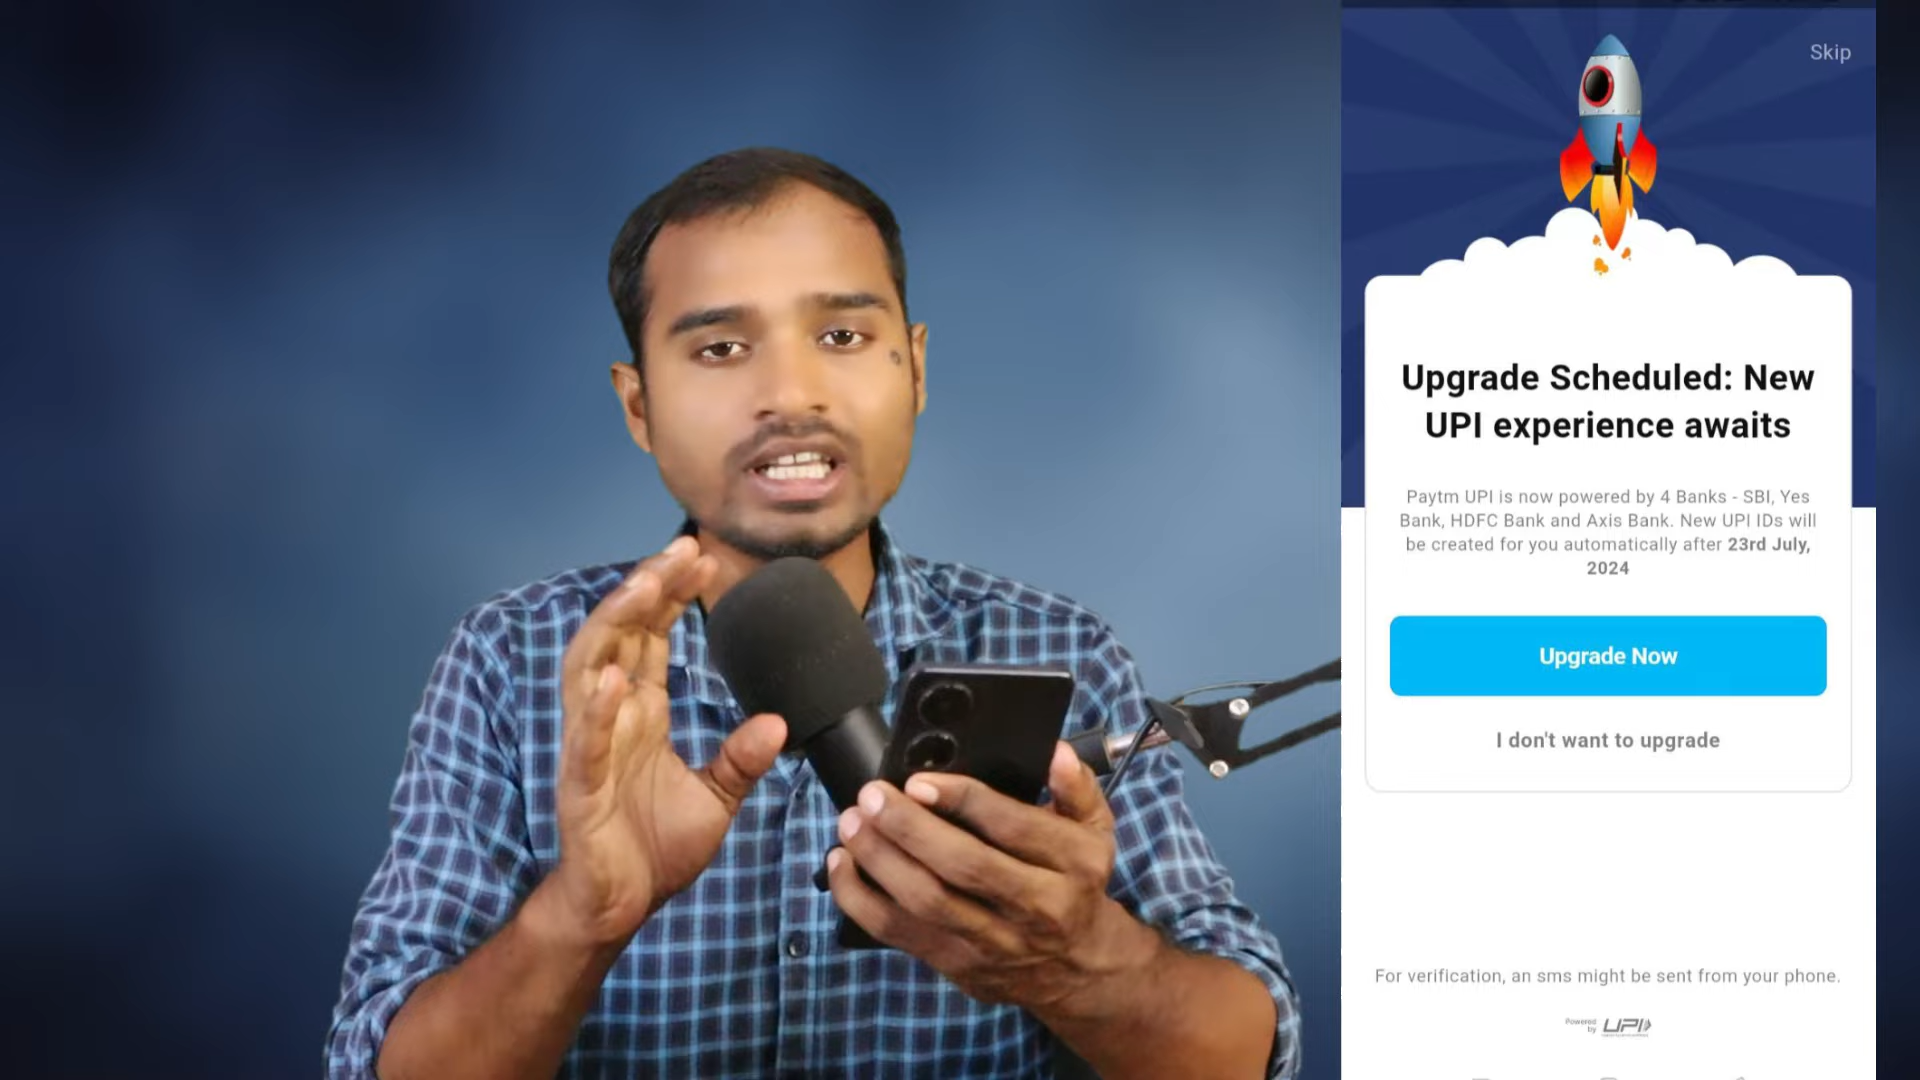 Skip
Upgrade Scheduled: New
UPI experience awaits
Paytm UPI is now powered by 4 Banks - SBI, Yes
Bank, HDFC Bank and Axis Bank. New UPI IDs will
be created for you automatically after 23rd July,
2024
Upgrade Now
I don't want to upgrade
For verification, an sms might be sent from your phone.
Powered
by
UPI